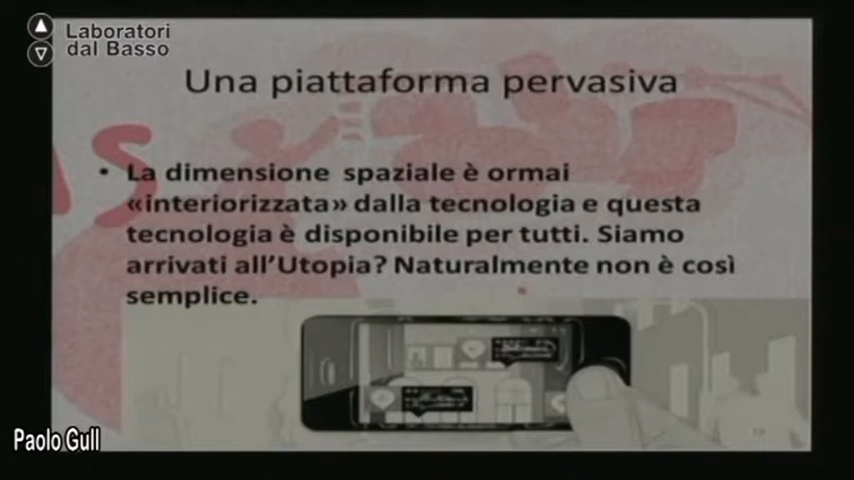 Laboratori
dal Basso
Una piattaforma pervasiva
• La dimensione spaziale è ormai
«interiorizzata» dalla tecnologia e questa
tecnologia è disponibile per tutti. Siamo
arrivati all'Utopia? Naturalmente non è così
semplice.
Paolo Gull